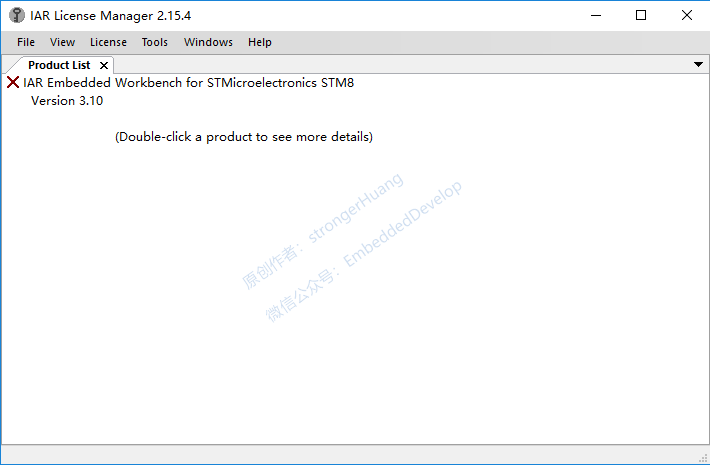 IAR License Manager 2.15.4
File View License Tools Windows Help
Product List
IAR Embedded Workbench for STMicroelectronics STM8
Version 3.10
(Double-click a product to see more details)
原创作者：strongerHuang
微信公众号：EmbeddedDevelop